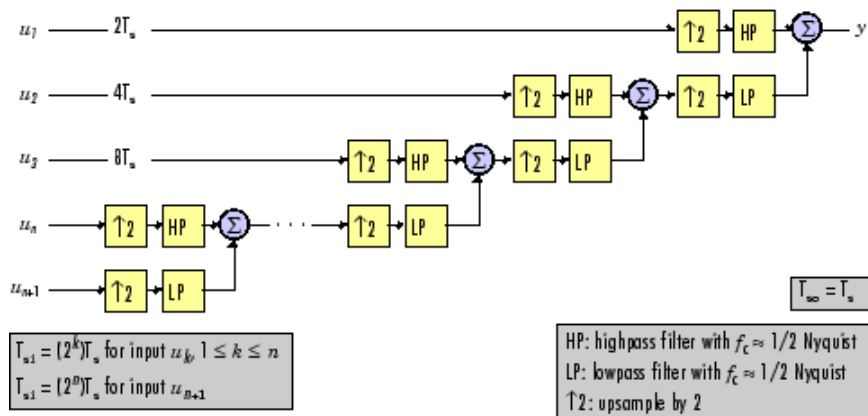 u₁ 2Tₛ ↑2 HP Σ y
u₂ 4Tₛ ↑2 HP Σ ↑2 LP
u₃ 8Tₛ ↑2 HP Σ ↑2 LP
uₙ ↑2 HP Σ · · · ↑2 LP
uₙ₊₁ ↑2 LP
Tₛₒ = Tₛ
Tₛᵢ = (2ᵏ)Tₛ for input uₖ, 1 ≤ k ≤ n
Tₛᵢ = (2ⁿ)Tₛ for input uₙ₊₁
HP: highpass filter with f_c ≈ 1/2 Nyquist
LP: lowpass filter with f_c ≈ 1/2 Nyquist
↑2: upsample by 2